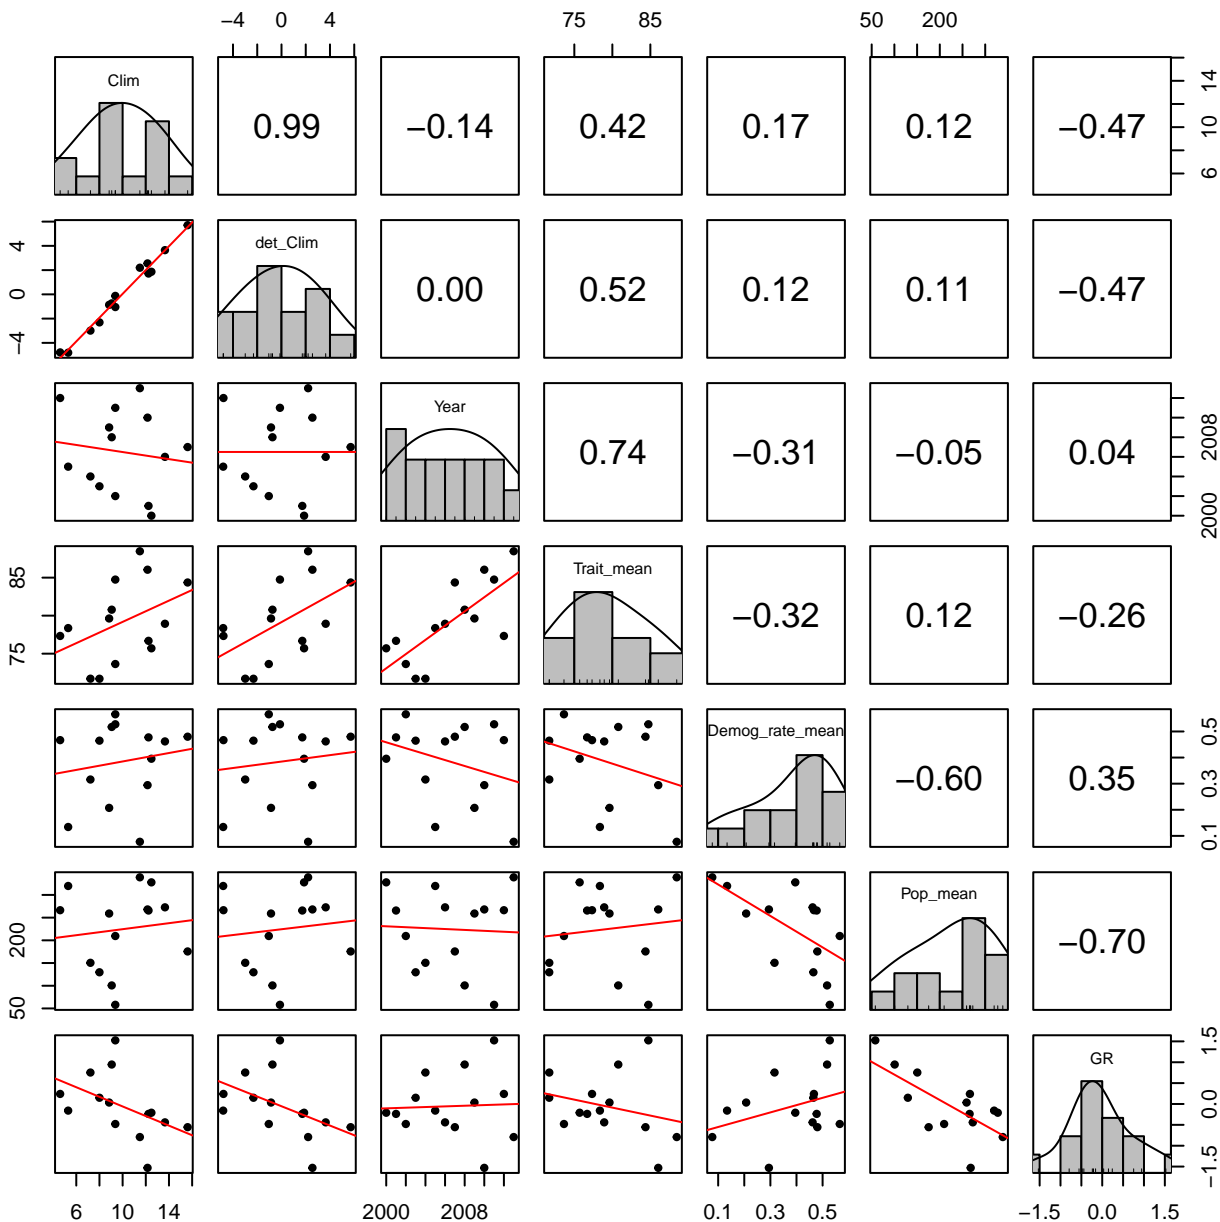 −4 0 4 75 85 50 200
Clim 0.99 −0.14 0.42 0.17 0.12 −0.47 6 10 14
−4 0 4 det_Clim 0.00 0.52 0.12 0.11 −0.47
Year 0.74 −0.31 −0.05 0.04 2000 2008
75 85 Trait_mean −0.32 0.12 −0.26
Demog_rate_mean −0.60 0.35 0.1 0.3 0.5
50 200 Pop_mean −0.70
GR −1.5 0.0 1.5
6 10 14 2000 2008 0.1 0.3 0.5 −1.5 0.0 1.5